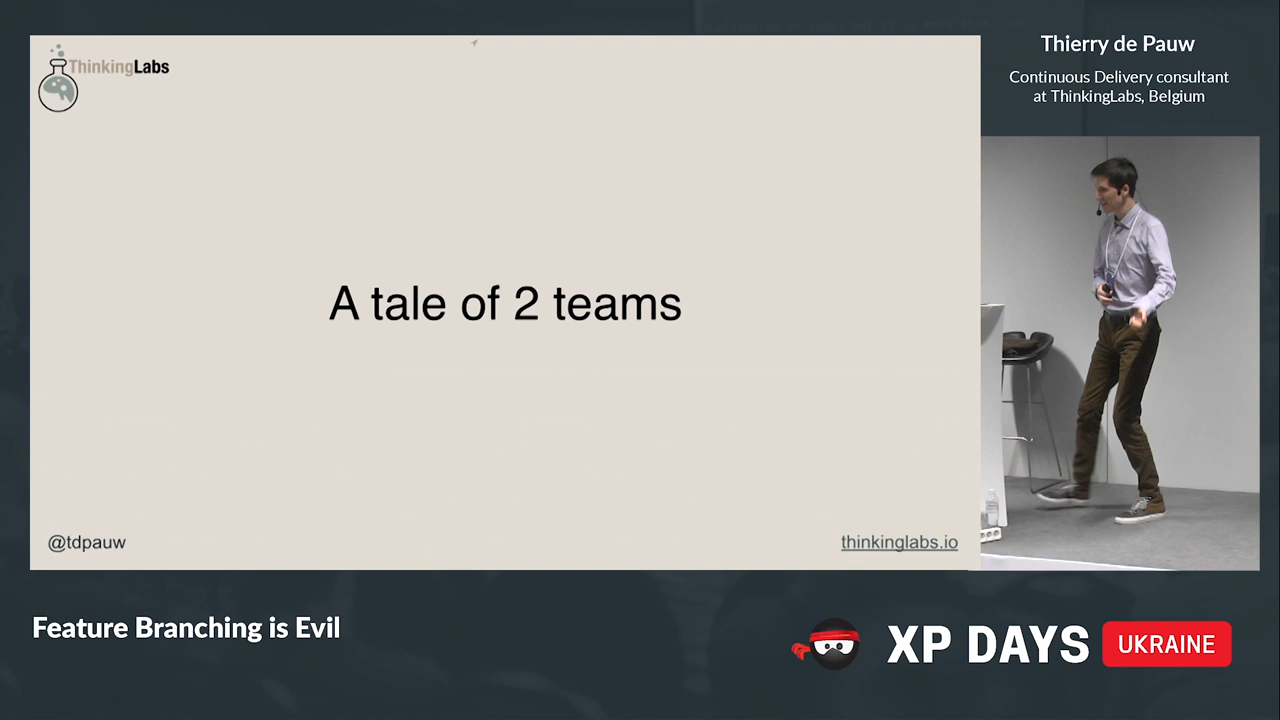 ThinkingLabs
A tale of 2 teams
@tdpauw
thinkinglabs.io
Thierry de Pauw
Continuous Delivery consultant
at ThinkingLabs, Belgium
Feature Branching is Evil
XP DAYS
UKRAINE